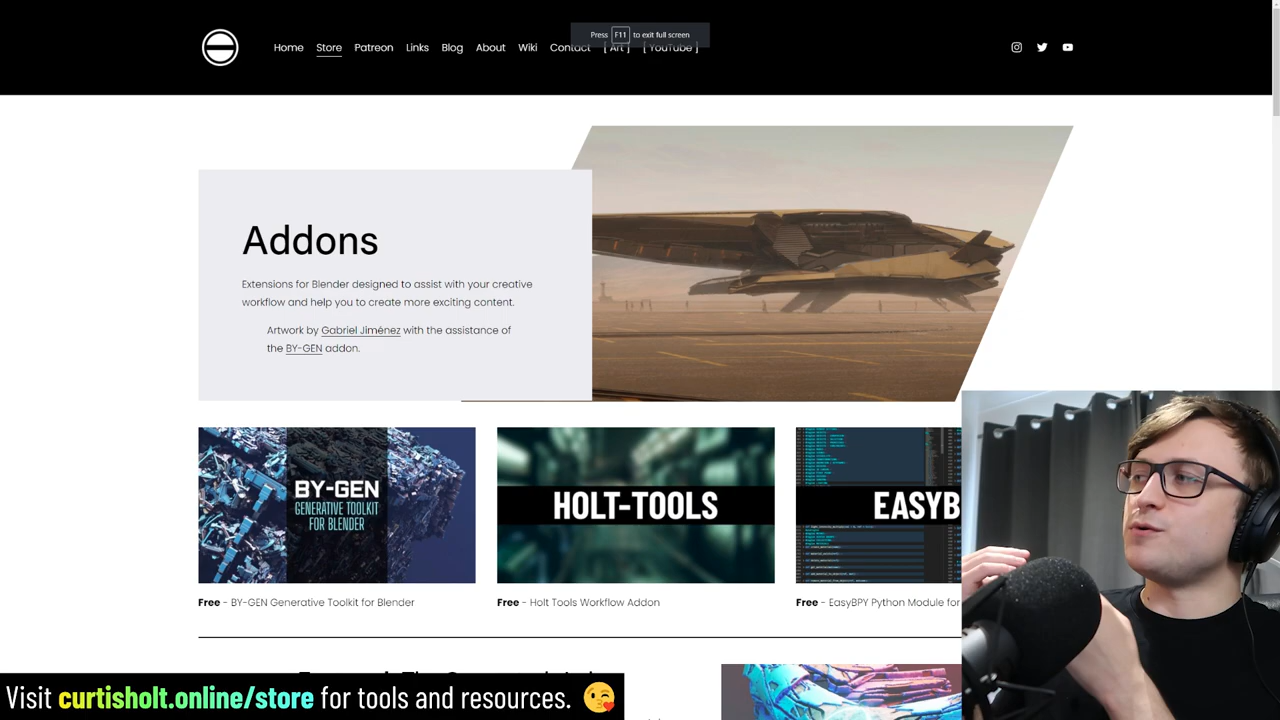 Press F11 to exit full screen
Home Store Patreon Links Blog About Wiki Contact [ Art ] [ YouTube ]
Addons
Extensions for Blender designed to assist with your creative
workflow and help you to create more exciting content.
Artwork by Gabriel Jiménez with the assistance of
the BY-GEN addon.
BY-GEN
GENERATIVE TOOLKIT
FOR BLENDER
HOLT-TOOLS
EASYB
Free - BY-GEN Generative Toolkit for Blender
Free - Holt Tools Workflow Addon
Free - EasyBPY Python Module for
Visit curtisholt.online/store for tools and resources. 😘